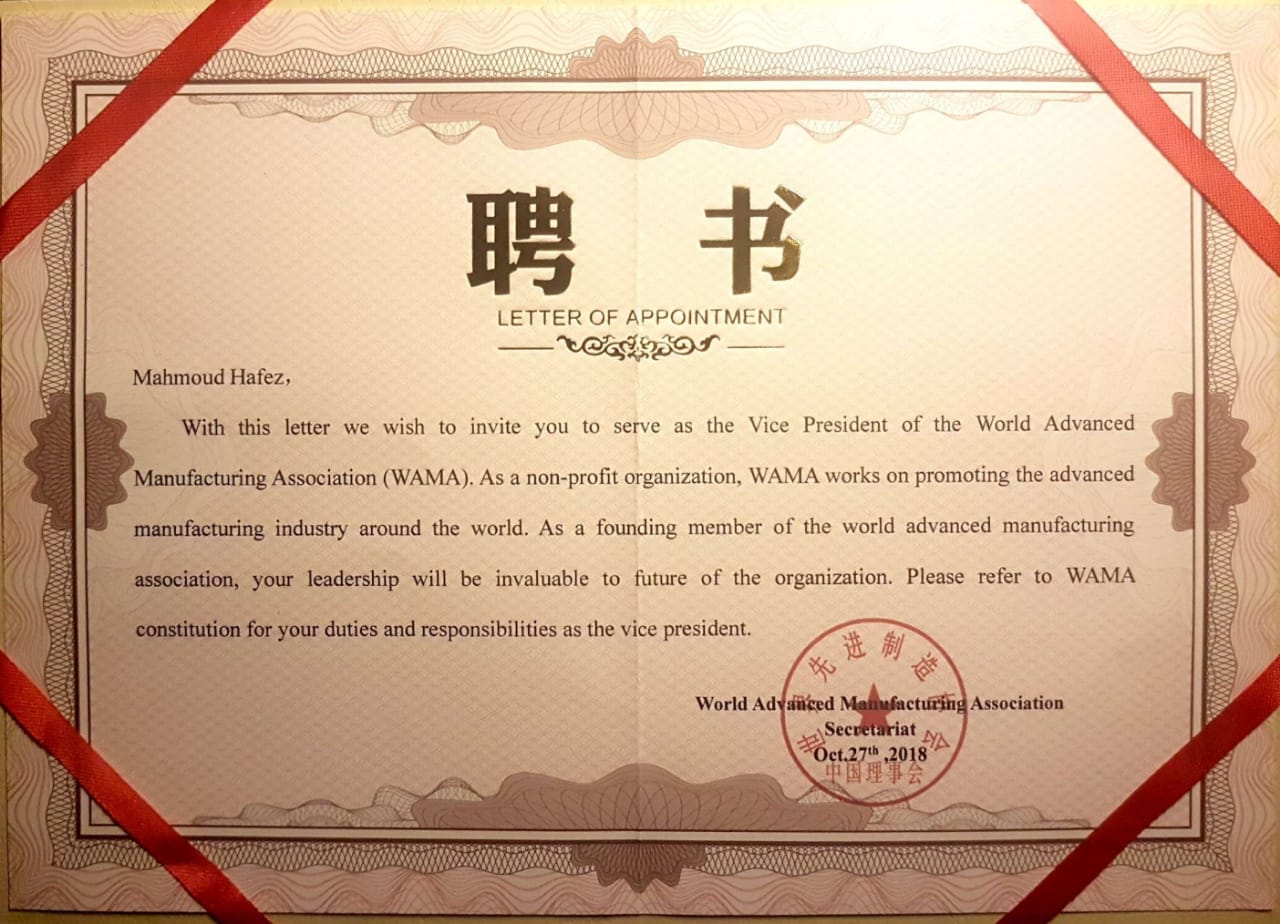 聘 书
LETTER OF APPOINTMENT
Mahmoud Hafez，
With this letter we wish to invite you to serve as the Vice President of the World Advanced
Manufacturing Association (WAMA). As a non-profit organization, WAMA works on promoting the advanced
manufacturing industry around the world. As a founding member of the world advanced manufacturing
association, your leadership will be invaluable to future of the organization. Please refer to WAMA
constitution for your duties and responsibilities as the vice president.
World Advanced Manufacturing Association
Secretariat
Oct.27th ,2018
世 先进制造 会
中国理事会